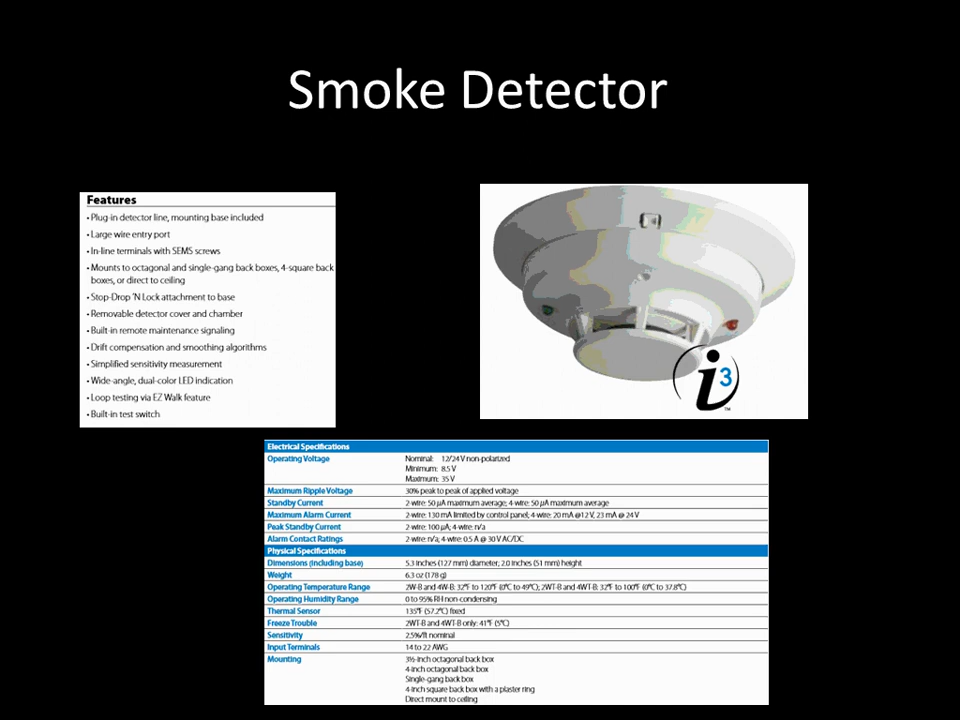 Smoke Detector
Features
• Plug-in detector line, mounting base included
• Large wire entry port
• In-line terminals with SEMS screws
• Mounts to octagonal and single-gang back boxes, 4-square back
boxes, or direct to ceiling
• Stop-Drop 'N Lock attachment to base
• Removable detector cover and chamber
• Built-in remote maintenance signaling
• Drift compensation and smoothing algorithms
• Simplified sensitivity measurement
• Wide-angle, dual-color LED indication
• Loop testing via EZ Walk feature
• Built-in test switch
i3™
Electrical Specifications
Operating Voltage Nominal: 12/24 V non-polarized
Minimum: 8.5 V
Maximum: 35 V
Maximum Ripple Voltage 30% peak to peak of applied voltage
Standby Current 2-wire: 50 µA maximum average; 4-wire: 50 µA maximum average
Maximum Alarm Current 2-wire: 130 mA limited by control panel; 4-wire: 20 mA @12 V, 23 mA @ 24 V
Peak Standby Current 2-wire: 100 µA; 4-wire: n/a
Alarm Contact Ratings 2-wire: n/a; 4-wire: 0.5 A @ 30 V AC/DC
Physical Specifications
Dimensions (including base) 5.3 inches (127 mm) diameter; 2.0 inches (51 mm) height
Weight 6.3 oz (178 g)
Operating Temperature Range 2W-B and 4W-B: 32°F to 120°F (0°C to 49°C); 2WT-B and 4WT-B: 32°F to 100°F (0°C to 37.8°C)
Operating Humidity Range 0 to 95% RH non-condensing
Thermal Sensor 135°F (57.2°C) fixed
Freeze Trouble 2WT-B and 4WT-B only: 41°F (5°C)
Sensitivity 2.5%/ft nominal
Input Terminals 14 to 22 AWG
Mounting 3½-inch octagonal back box
4-inch octagonal back box
Single-gang back box
4-inch square back box with a plaster ring
Direct mount to ceiling